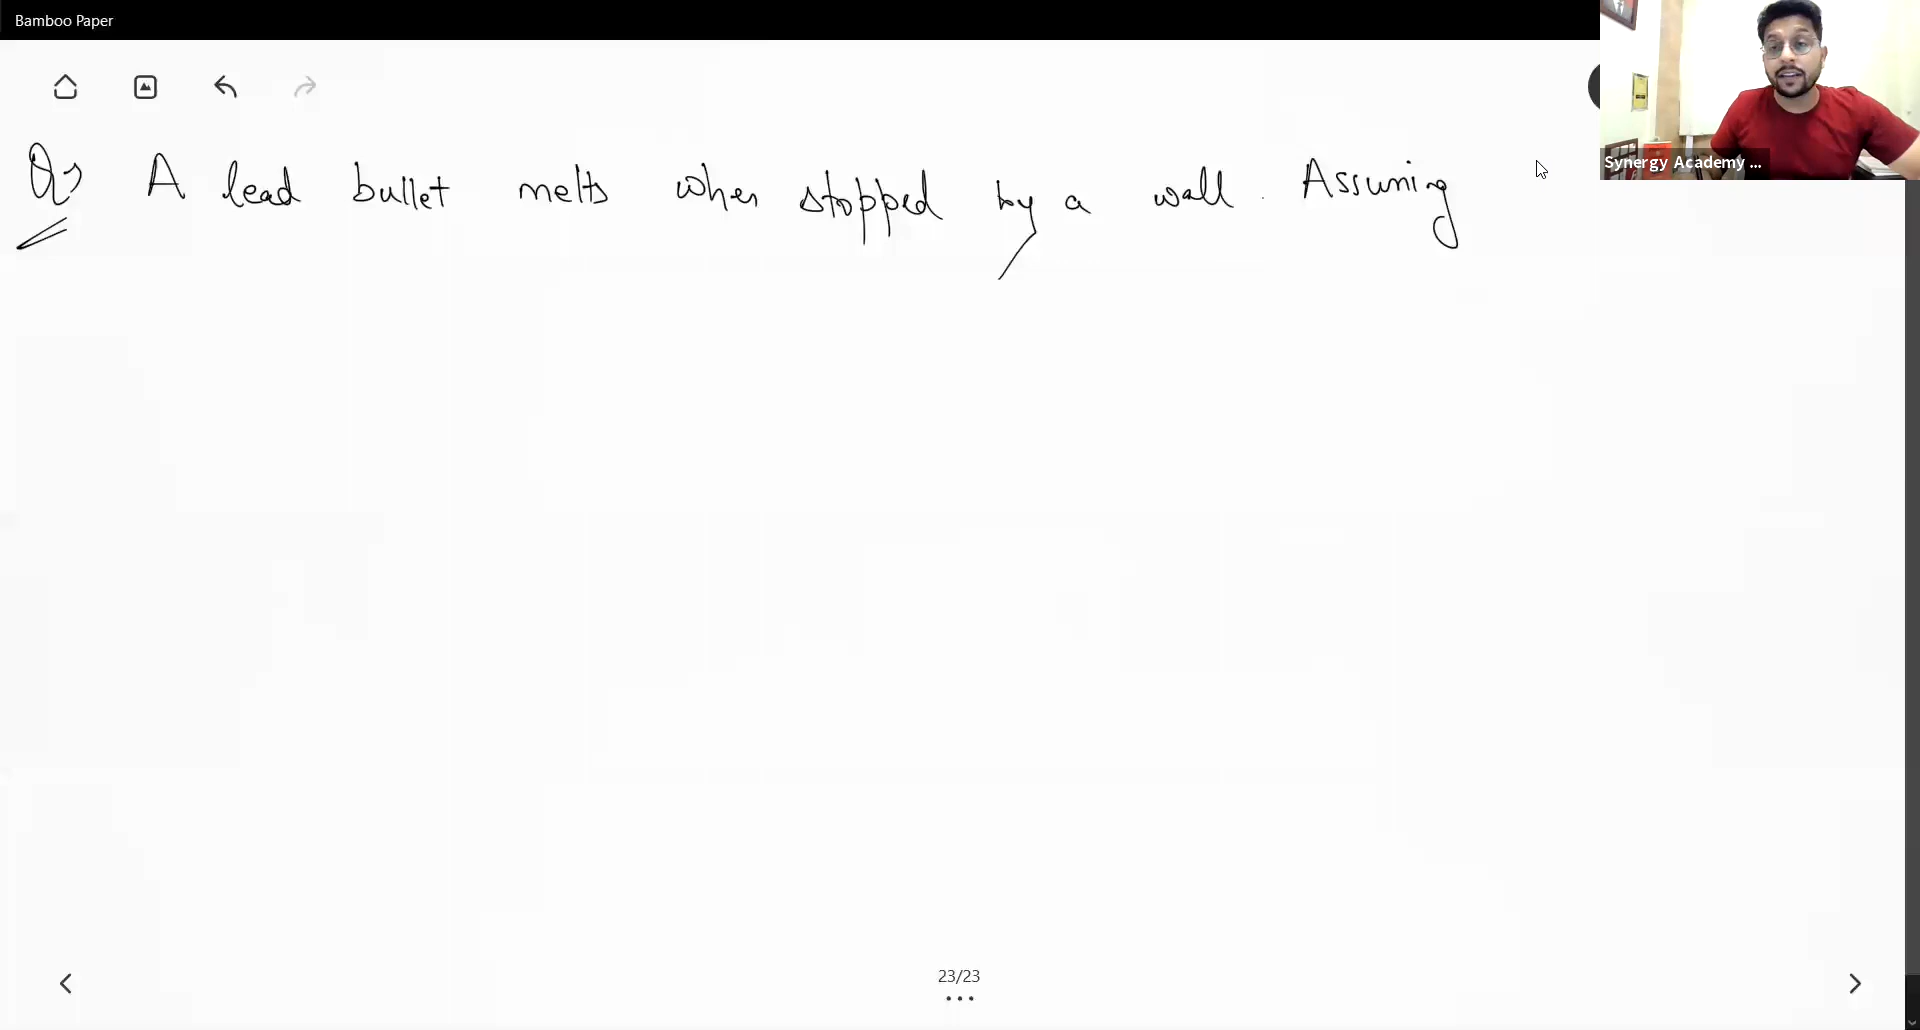 Bamboo Paper
Synergy Academy ...
Q) A lead bullet melts when stopped by a wall. Assuming
23/23